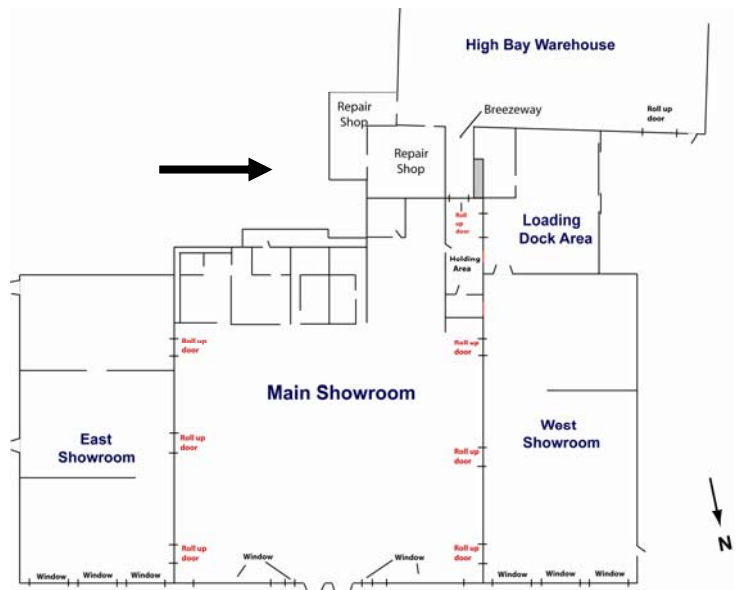 High Bay Warehouse
Repair
Shop
Breezeway
Roll up
door
Repair
Shop
Roll
up
door
Loading
Dock Area
Holding
Area
Roll up
door
Roll up
door
Main Showroom
East
Showroom
Roll up
door
West
Showroom
Roll up
door
Roll up
door
Window
Window
Roll up
door
Window
Window
Window
Window
Window
Window
N